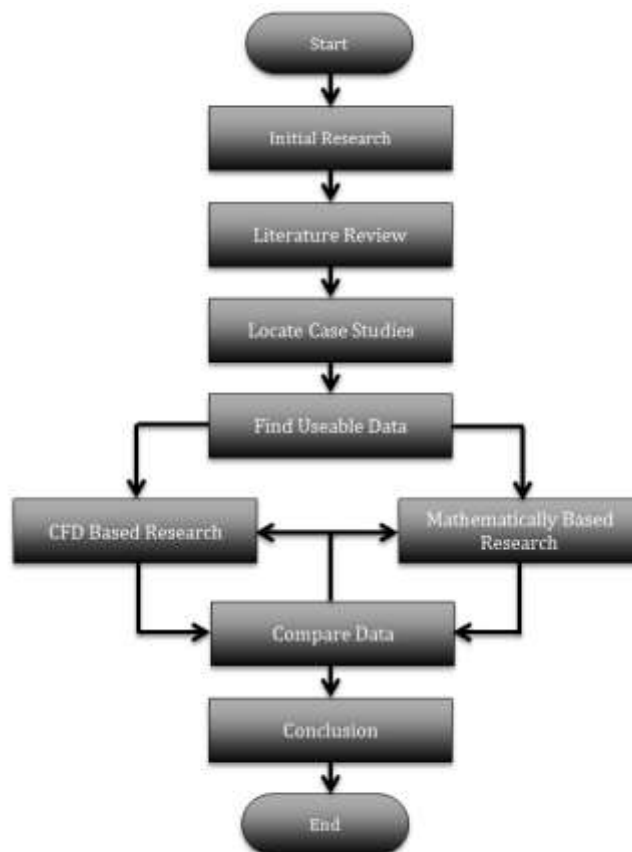 Start
Initial Research
Literature Review
Locate Case Studies
Find Useable Data
CFD Based Research
Mathematically Based
Research
Compare Data
Conclusion
End